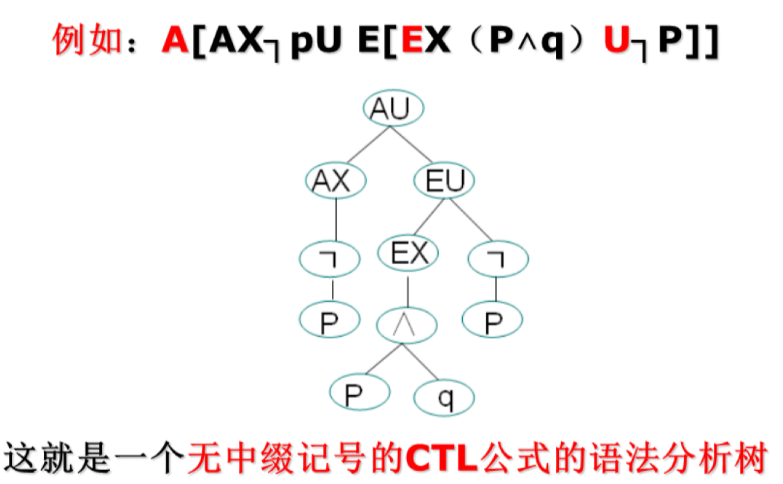 例如：A[AX┐pU E[EX（P∧q）U┐P]]
AU
AX EU
¬ EX ¬
P ∧ P
P q
这就是一个无中缀记号的CTL公式的语法分析树